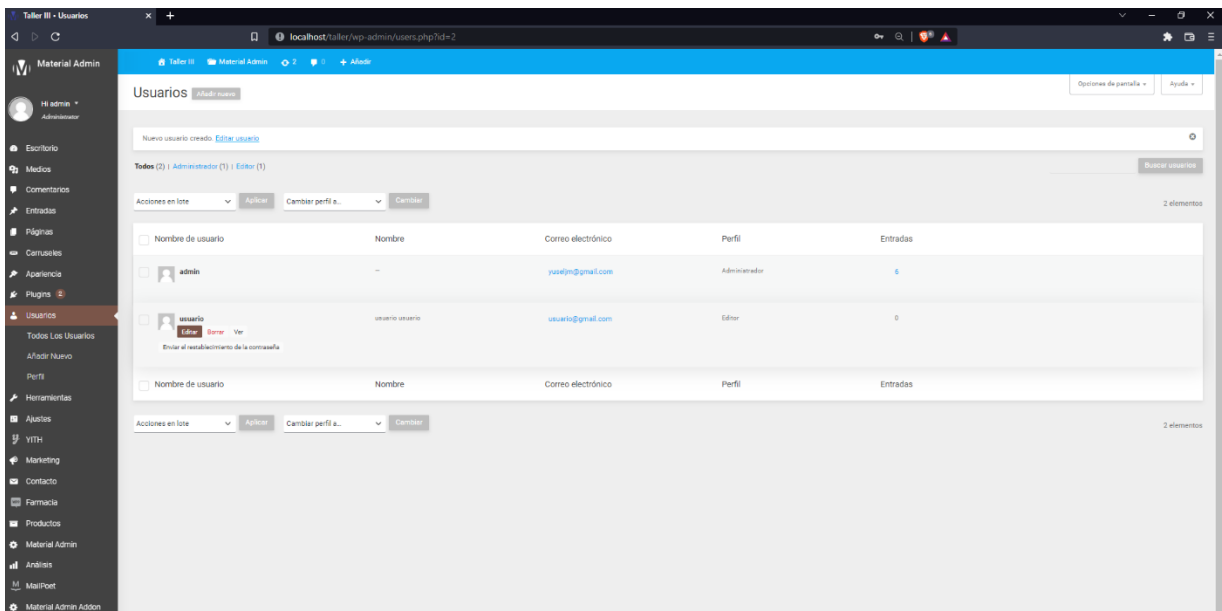 Taller III - Usuarios
localhost/taller/wp-admin/users.php?id=2
Material Admin
Taller III Material Admin 2 0 + Añadir
Hi admin
Administrator
Usuarios Añadir nuevo
Opciones de pantalla Ayuda
Nuevo usuario creado. Editar usuario
Todos (2) | Administrador (1) | Editor (1)
Buscar usuarios
Acciones en lote Aplicar Cambiar perfil a... Cambiar
2 elementos
Nombre de usuario Nombre Correo electrónico Perfil Entradas
admin — yuseljm@gmail.com Administrador 6
usuario usuario usuario usuario@gmail.com Editor 0
Editar Borrar Ver
Enviar el restablecimiento de la contraseña
Nombre de usuario Nombre Correo electrónico Perfil Entradas
Acciones en lote Aplicar Cambiar perfil a... Cambiar
2 elementos
Escritorio
Medios
Comentarios
Entradas
Páginas
Carruseles
Apariencia
Plugins 2
Usuarios
Todos Los Usuarios
Añadir Nuevo
Perfil
Herramientas
Ajustes
YITH
Marketing
Contacto
Farmacia
Productos
Material Admin
Análisis
MailPoet
Material Admin Addon